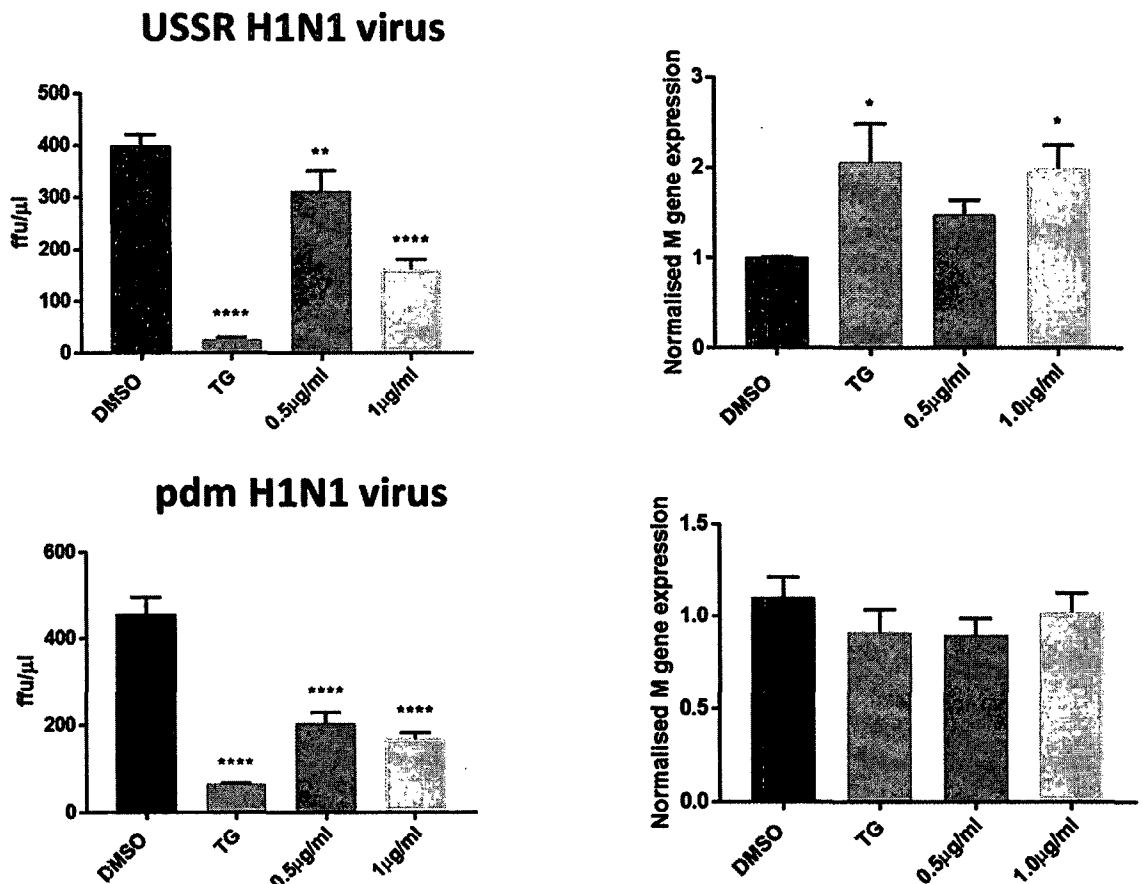 USSR H1N1 virus
500
400
300
200
100
0
ffu/µl
**
****
****
DMSO
TG
0.5µg/ml
1µg/ml
3
2
1
0
Normalised M gene expression
*
*
DMSO
TG
0.5µg/ml
1.0µg/ml
pdm H1N1 virus
600
400
200
0
ffu/µl
****
****
****
DMSO
TG
0.5µg/ml
1µg/ml
1.5
1.0
0.5
0.0
Normalised M gene expression
DMSO
TG
0.5µg/ml
1.0µg/ml